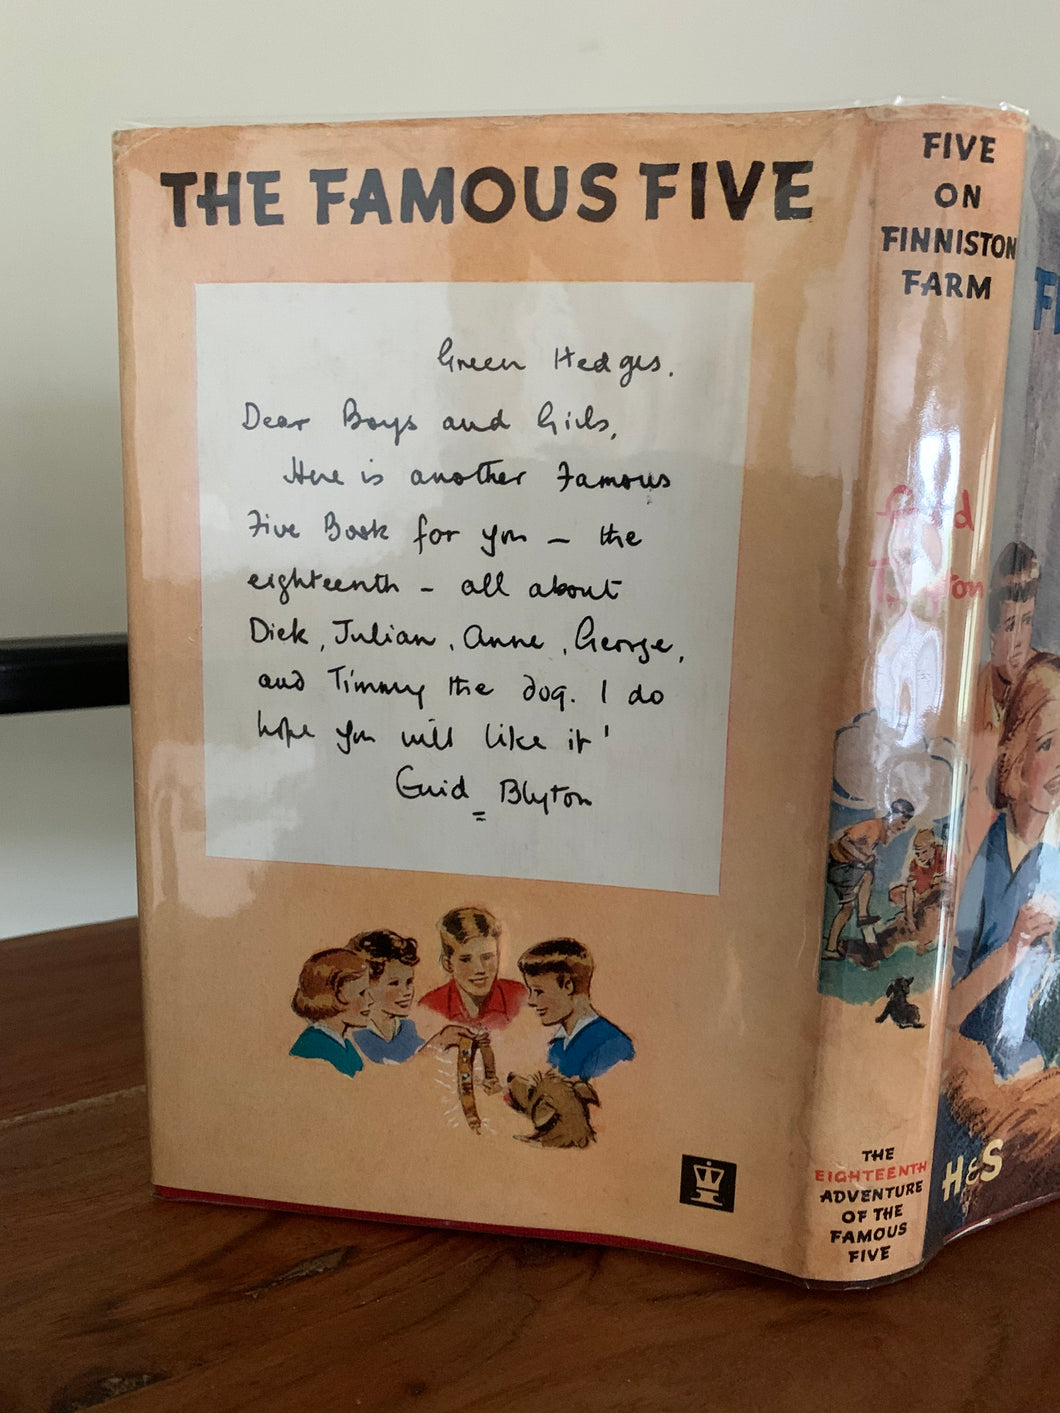 THE FAMOUS FIVE
Green Hedges.
Dear Boys and Girls,
Here is another Famous
Five Book for you — the
eighteenth – all about
Dick, Julian, Anne, George,
and Timmy the dog. I do
hope you will like it!
Enid Blyton
FIVE
ON
FINNISTON
FARM
THE
EIGHTEENTH
ADVENTURE
OF THE
FAMOUS
FIVE
H&S